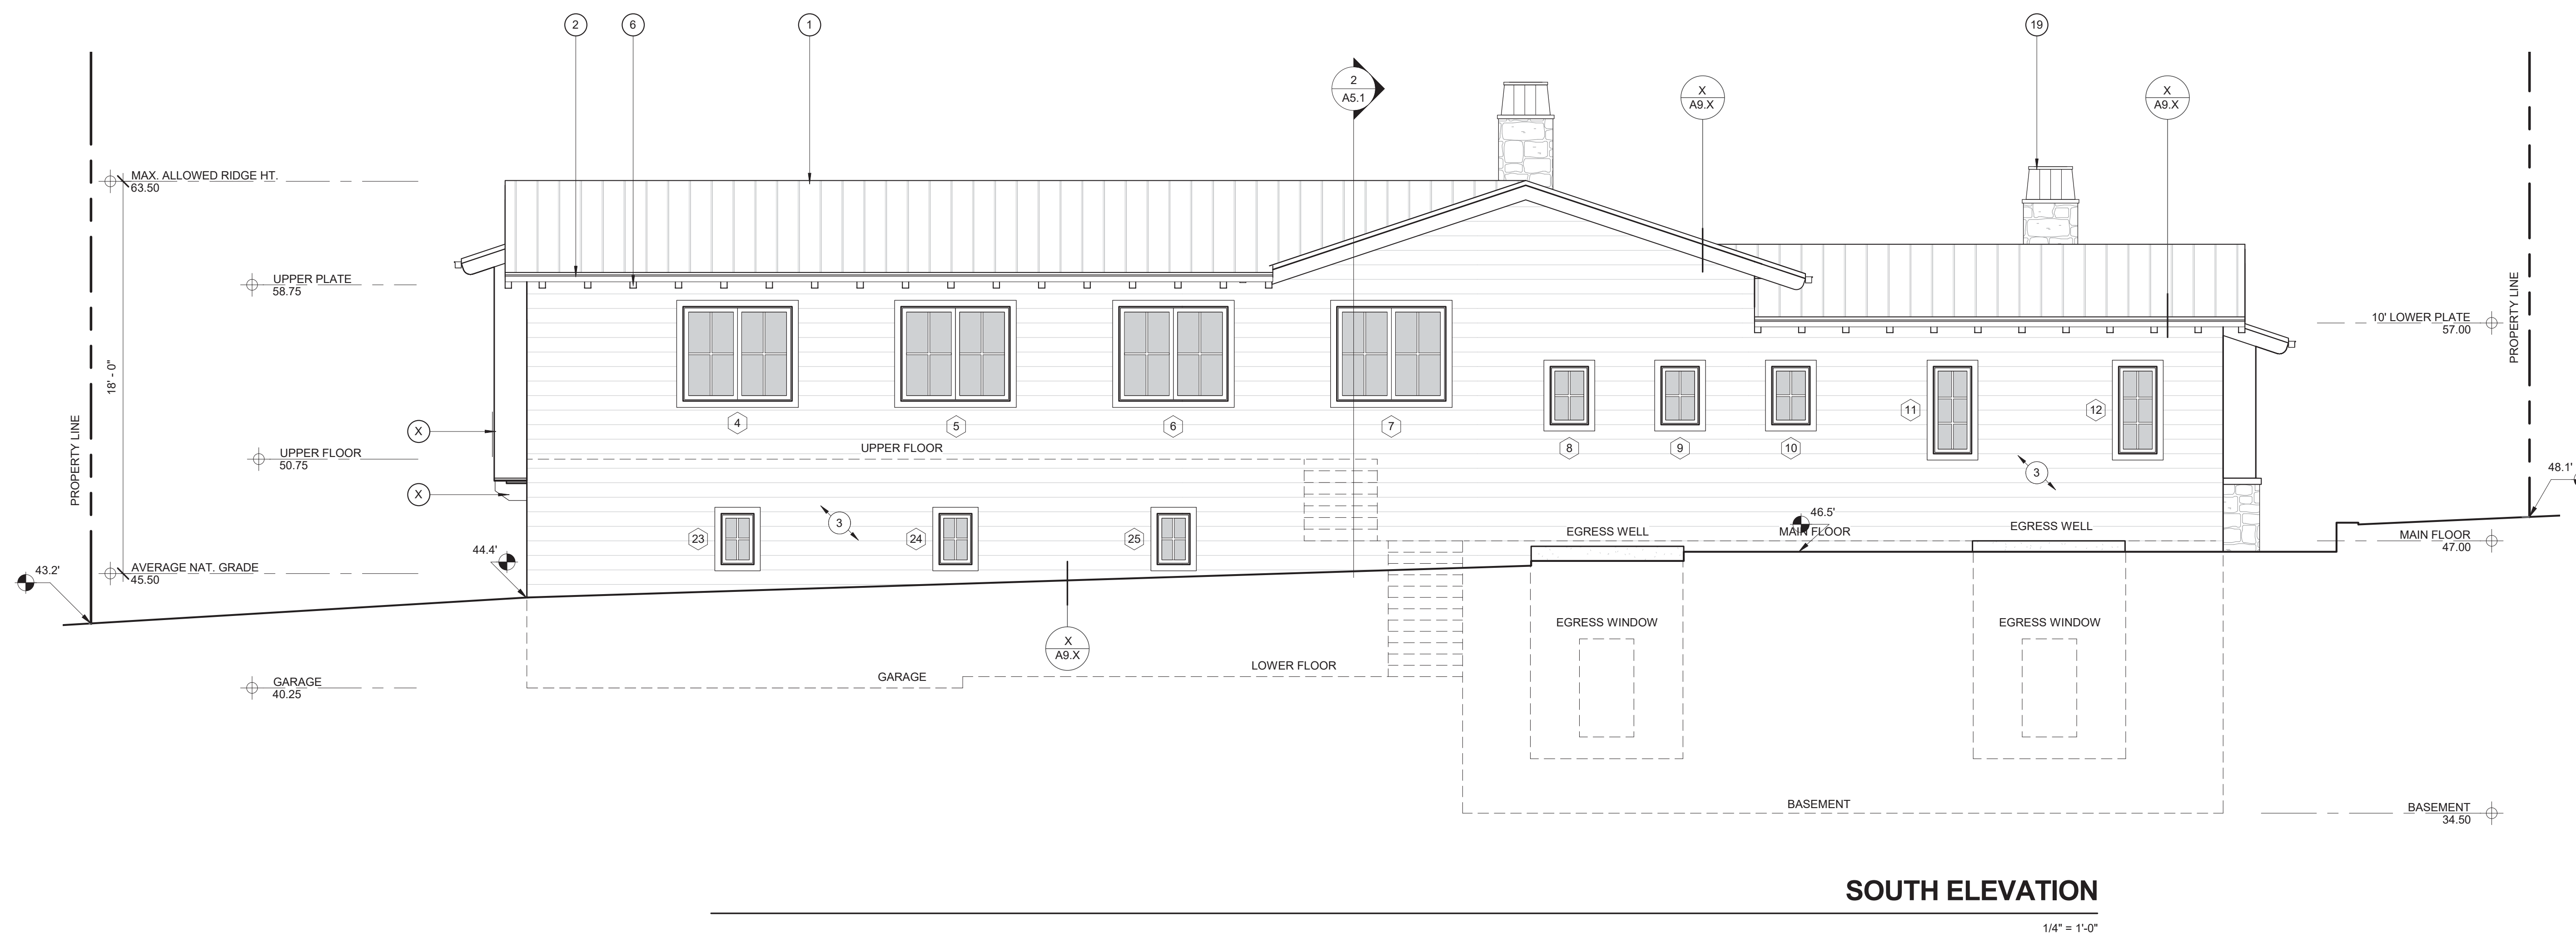 2
6
1
19
2
A5.1
X
A9.X
X
A9.X
MAX. ALLOWED RIDGE HT.
63.50
UPPER PLATE
58.75
10' LOWER PLATE
57.00
PROPERTY LINE
18' - 0"
PROPERTY LINE
4
5
6
7
8
9
10
11
12
X
UPPER FLOOR
50.75
UPPER FLOOR
X
3
3
48.1'
23
24
25
44.4'
46.5'
EGRESS WELL
MAIN FLOOR
EGRESS WELL
MAIN FLOOR
47.00
43.2'
AVERAGE NAT. GRADE
45.50
EGRESS WINDOW
EGRESS WINDOW
X
A9.X
LOWER FLOOR
GARAGE
GARAGE
40.25
BASEMENT
BASEMENT
34.50
SOUTH ELEVATION
1/4" = 1'-0"